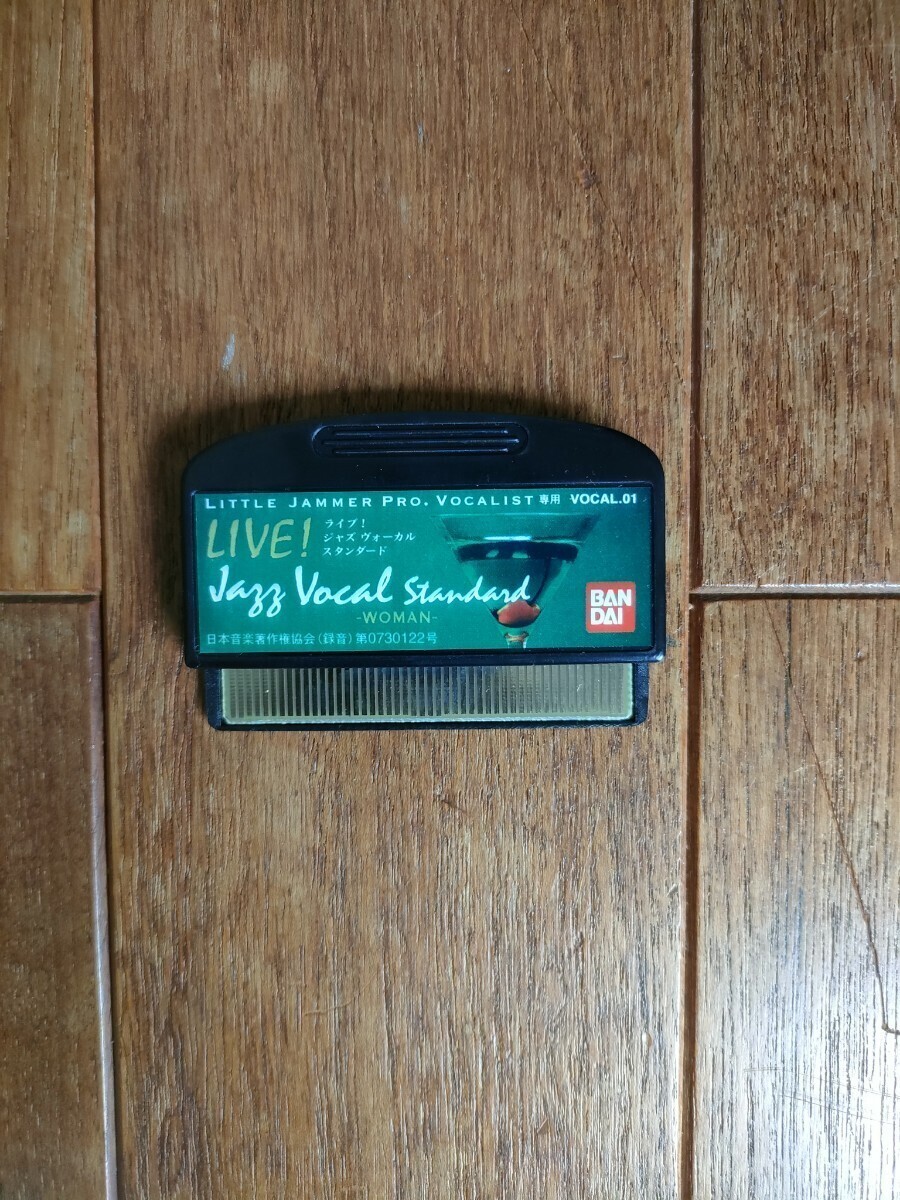 LITTLE JAMMER PRO. VOCALIST 専用 VOCAL.01
LIVE!
ライブ!
ジャズ ヴォーカル
スタンダード
Jazz Vocal Standard
-WOMAN-
BAN
DAI
日本音楽著作権協会(録音)第0730122号